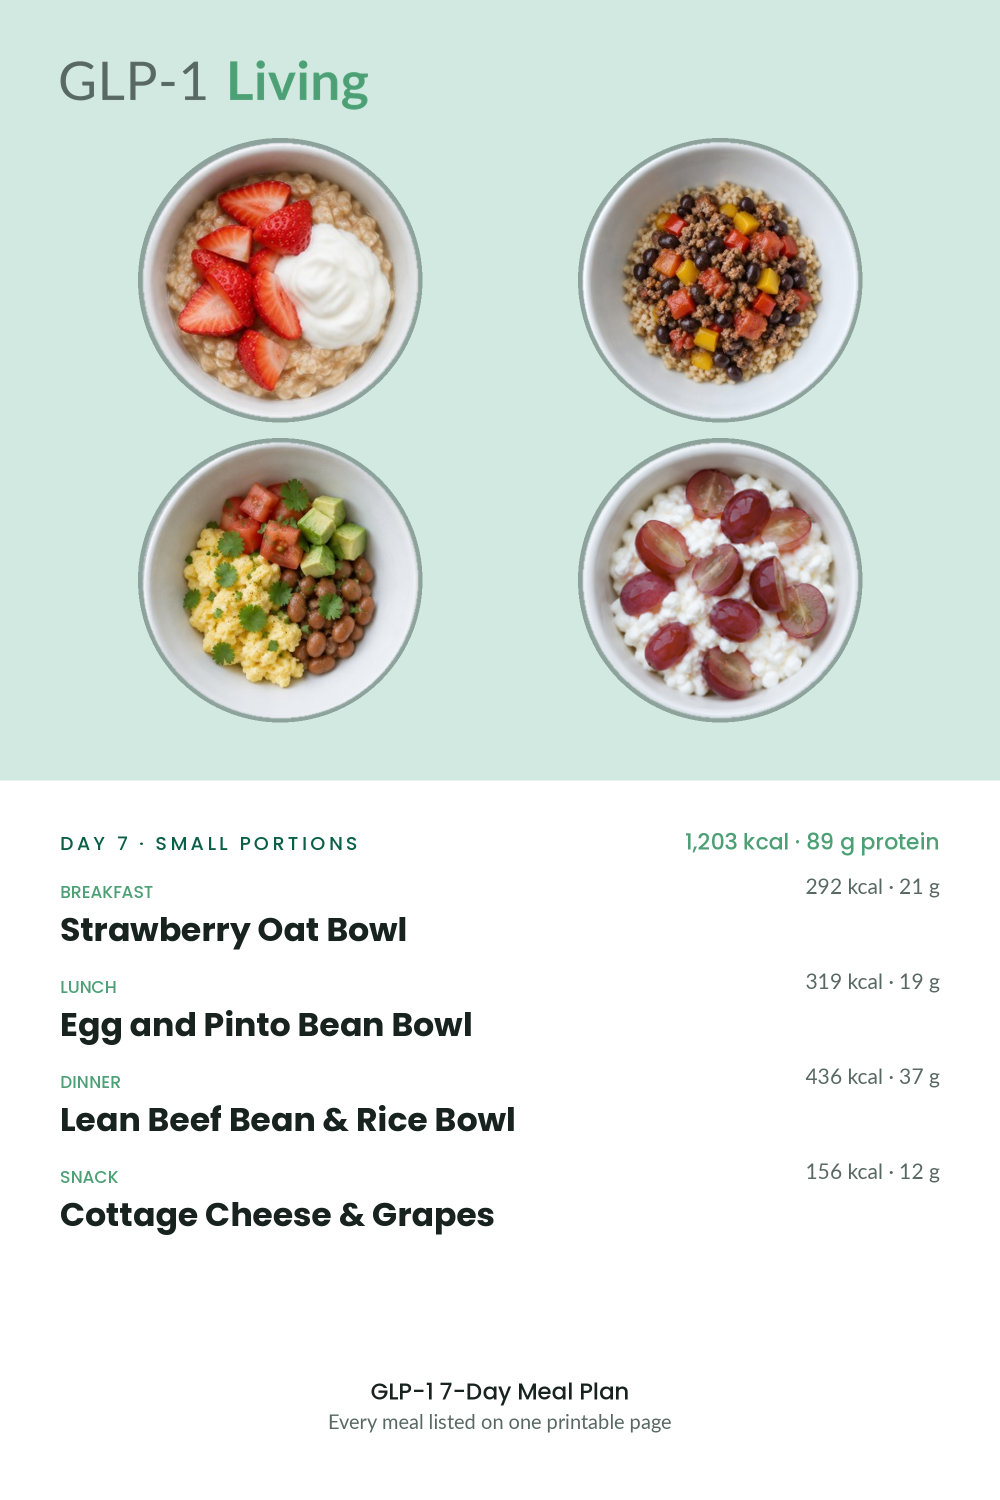 GLP-1 Living
DAY 7 · SMALL PORTIONS
1,203 kcal · 89 g protein
BREAKFAST
292 kcal · 21 g
Strawberry Oat Bowl
LUNCH
319 kcal · 19 g
Egg and Pinto Bean Bowl
DINNER
436 kcal · 37 g
Lean Beef Bean & Rice Bowl
SNACK
156 kcal · 12 g
Cottage Cheese & Grapes
GLP-1 7-Day Meal Plan
Every meal listed on one printable page